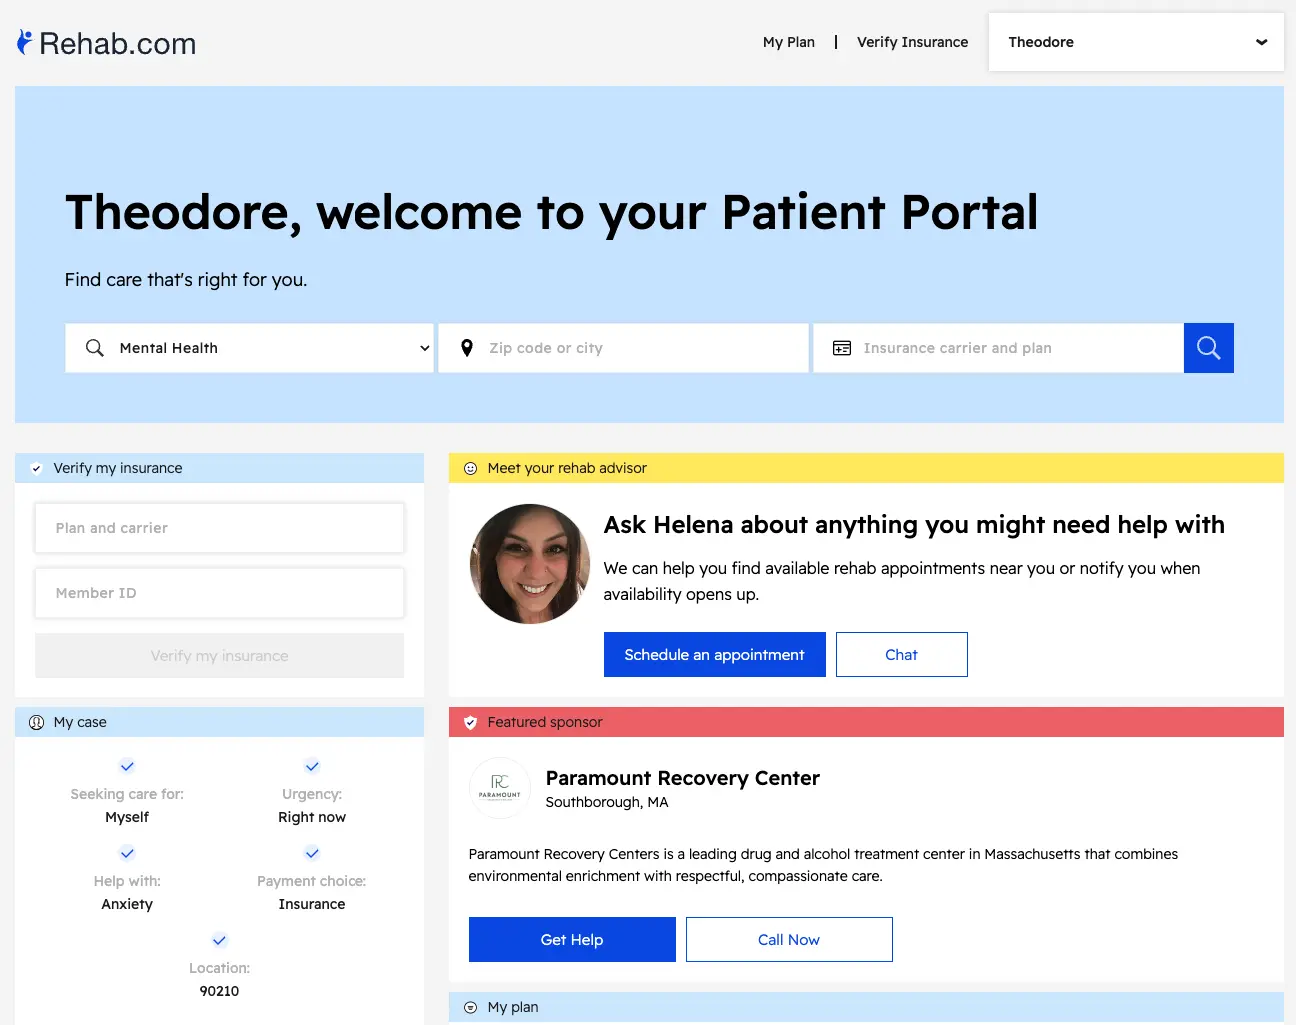 Rehab.com
My Plan | Verify Insurance
Theodore
Theodore, welcome to your Patient Portal
Find care that's right for you.
Mental Health
Zip code or city
Insurance carrier and plan
Verify my insurance
Plan and carrier
Member ID
Verify my insurance
Meet your rehab advisor
Ask Helena about anything you might need help with
We can help you find available rehab appointments near you or notify you when
availability opens up.
Schedule an appointment
Chat
My case
Seeking care for:
Myself
Urgency:
Right now
Help with:
Anxiety
Payment choice:
Insurance
Location:
90210
Featured sponsor
RC
PARAMOUNT
Paramount Recovery Center
Southborough, MA
Paramount Recovery Centers is a leading drug and alcohol treatment center in Massachusetts that combines
environmental enrichment with respectful, compassionate care.
Get Help
Call Now
My plan